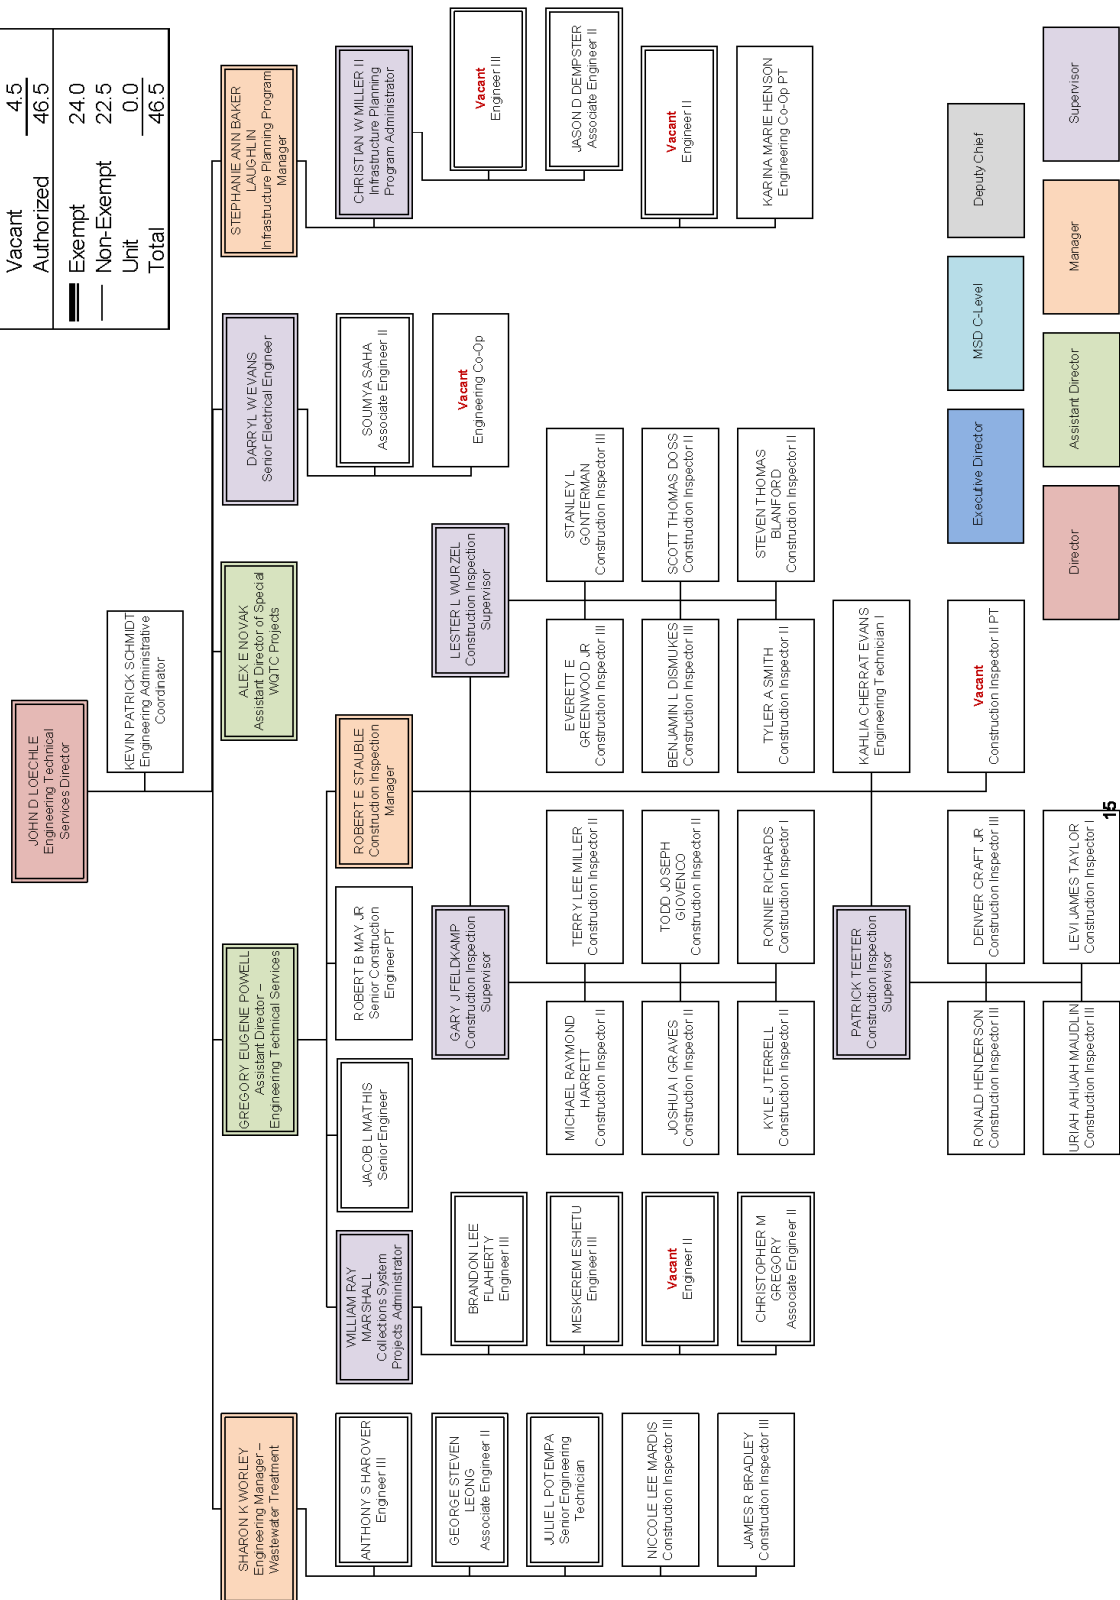 Vacant 4.5
Authorized 46.5
Exempt 24.0
Non-Exempt 22.5
Unit 0.0
Total 46.5
JOHN D LOECHLE
Engineering Technical
Services Director
KEVIN PATRICK SCHMIDT
Engineering Administrative
Coordinator
SHARON K WORLEY
Engineering Manager –
Wastewater Treatment
GREGORY EUGENE POWELL
Assistant Director –
Engineering Technical Services
ALEX E NOVAK
Assistant Director of Special
WQTC Projects
DARRYL W EVANS
Senior Electrical Engineer
STEPHANIE ANN BAKER
LAUGHLIN
Infrastructure Planning Program
Manager
ANTHONY S HAROVER
Engineer III
GEORGE STEVEN
LEONG
Associate Engineer II
JULIE L POTEMPA
Senior Engineering
Technician
NICCOLE LEE MARDIS
Construction Inspector III
JAMES R BRADLEY
Construction Inspector III
WILLIAM RAY
MARSHALL
Collections System
Projects Administrator
JACOB L MATHIS
Senior Engineer
ROBERT B MAY JR
Senior Construction
Engineer PT
ROBERT E STAUBLE
Construction Inspection
Manager
BRANDON LEE
FLAHERTY
Engineer III
MESKEREM ESHETU
Engineer III
Vacant
Engineer II
CHRISTOPHER M
GREGORY
Associate Engineer II
GARY J FELDKAMP
Construction Inspection
Supervisor
MICHAEL RAYMOND
HARRETT
Construction Inspector II
TERRY LEE MILLER
Construction Inspector II
JOSHUA I GRAVES
Construction Inspector II
TODD JOSEPH
GIOVENCO
Construction Inspector II
KYLE J TERRELL
Construction Inspector II
RONNIE RICHARDS
Construction Inspector I
LESTER L WURZEL
Construction Inspection
Supervisor
EVERETT E
GREENWOOD JR
Construction Inspector III
STANLEY L
GONTERMAN
Construction Inspector III
BENJAMIN L DISMUKES
Construction Inspector III
SCOTT THOMAS DOSS
Construction Inspector II
TYLER A SMITH
Construction Inspector II
STEVEN THOMAS
BLANFORD
Construction Inspector II
PATRICK TEETER
Construction Inspection
Supervisor
KAHLIA CHERRAT EVANS
Engineering Technician I
RONALD HENDERSON
Construction Inspector III
DENVER CRAFT JR
Construction Inspector III
URIAH AHIJAH MAUDLIN
Construction Inspector III
LEVI JAMES TAYLOR
Construction Inspector I
Vacant
Construction Inspector II PT
SOUMYA SAHA
Associate Engineer II
Vacant
Engineering Co-Op
CHRISTIAN W MILLER II
Infrastructure Planning
Program Administrator
Vacant
Engineer III
JASON D DEMPSTER
Associate Engineer II
Vacant
Engineer II
KARINA MARIE HENSON
Engineering Co-Op PT
Executive Director
MSD C-Level
Deputy Chief
Director
Assistant Director
Manager
Supervisor
15